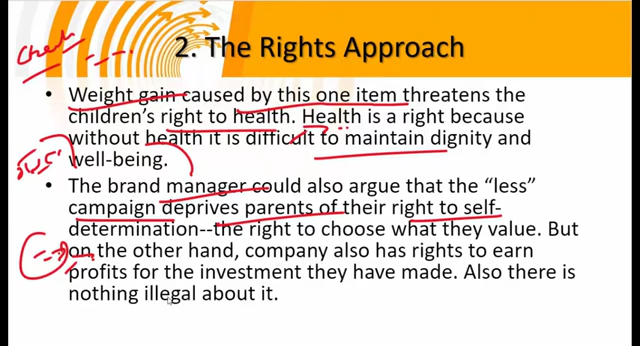 2. The Rights Approach
• Weight gain caused by this one item threatens the
children's right to health. Health is a right because
without health it is difficult to maintain dignity and
well-being.
• The brand manager could also argue that the "less"
campaign deprives parents of their right to self-
determination--the right to choose what they value. But
on the other hand, company also has rights to earn
profits for the investment they have made. Also there is
nothing illegal about it.